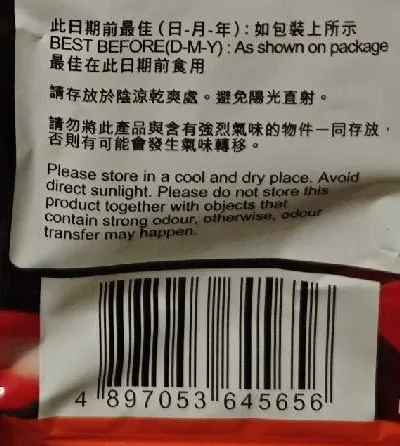 此日期前最佳 (日-月-年) : 如包裝上所示
BEST BEFORE(D-M-Y) : As shown on package
最佳在此日期前食用
請存放於陰涼乾爽處。避免陽光直射。
請勿將此產品與含有強烈氣味的物件一同存放，
否則有可能會發生氣味轉移。
Please store in a cool and dry place. Avoid
direct sunlight. Please do not store this
product together with objects that
contain strong odour, otherwise, odour
transfer may happen.
4 897053 645656